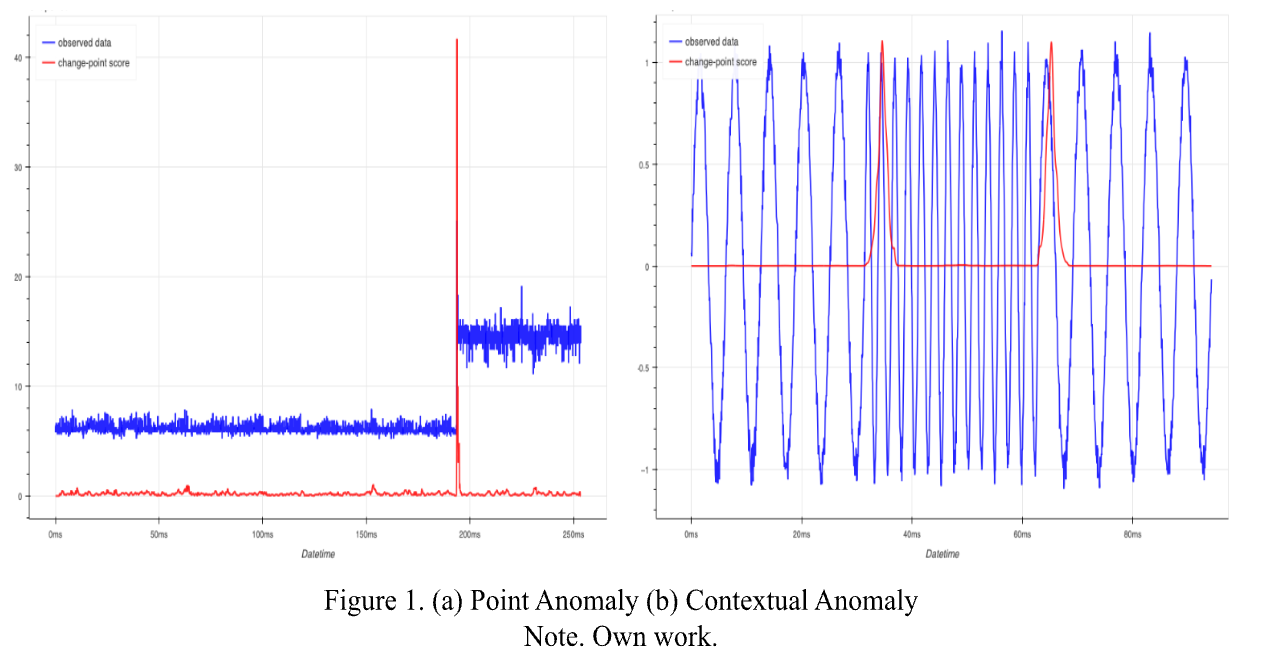 observed data
change-point score
40
30
20
10
0
0ms
50ms
100ms
150ms
200ms
250ms
Datetime
observed data
change-point score
1
0.5
0
-0.5
-1
0ms
20ms
40ms
60ms
80ms
Datetime
Figure 1. (a) Point Anomaly (b) Contextual Anomaly
Note. Own work.